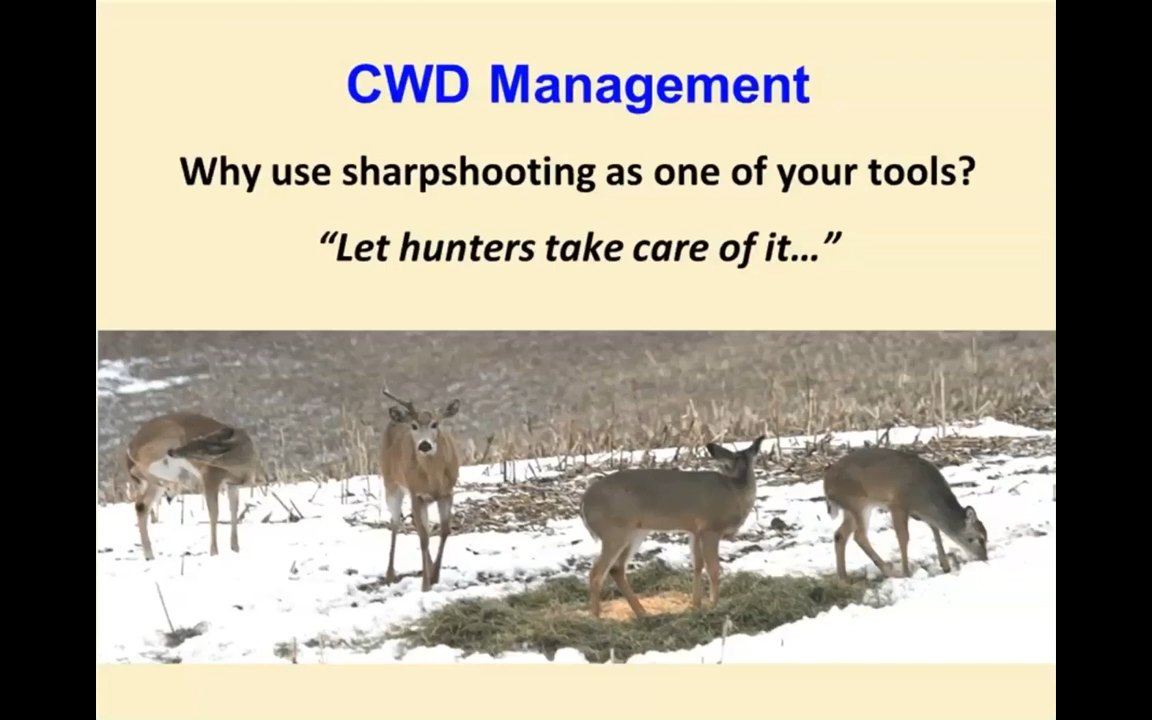 CWD Management
Why use sharpshooting as one of your tools?
“Let hunters take care of it…”